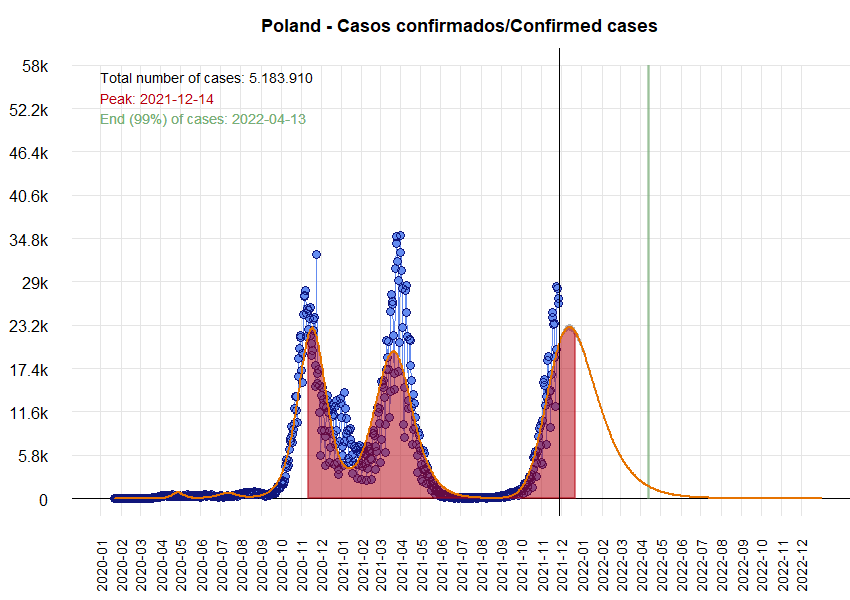 Poland - Casos confirmados/Confirmed cases
Total number of cases: 5.183.910
Peak: 2021-12-14
End (99%) of cases: 2022-04-13
58k
52.2k
46.4k
40.6k
34.8k
29k
23.2k
17.4k
11.6k
5.8k
0
2020-01
2020-02
2020-03
2020-04
2020-05
2020-06
2020-07
2020-08
2020-09
2020-10
2020-11
2020-12
2021-01
2021-02
2021-03
2021-04
2021-05
2021-06
2021-07
2021-08
2021-09
2021-10
2021-11
2021-12
2022-01
2022-02
2022-03
2022-04
2022-05
2022-06
2022-07
2022-08
2022-09
2022-10
2022-11
2022-12